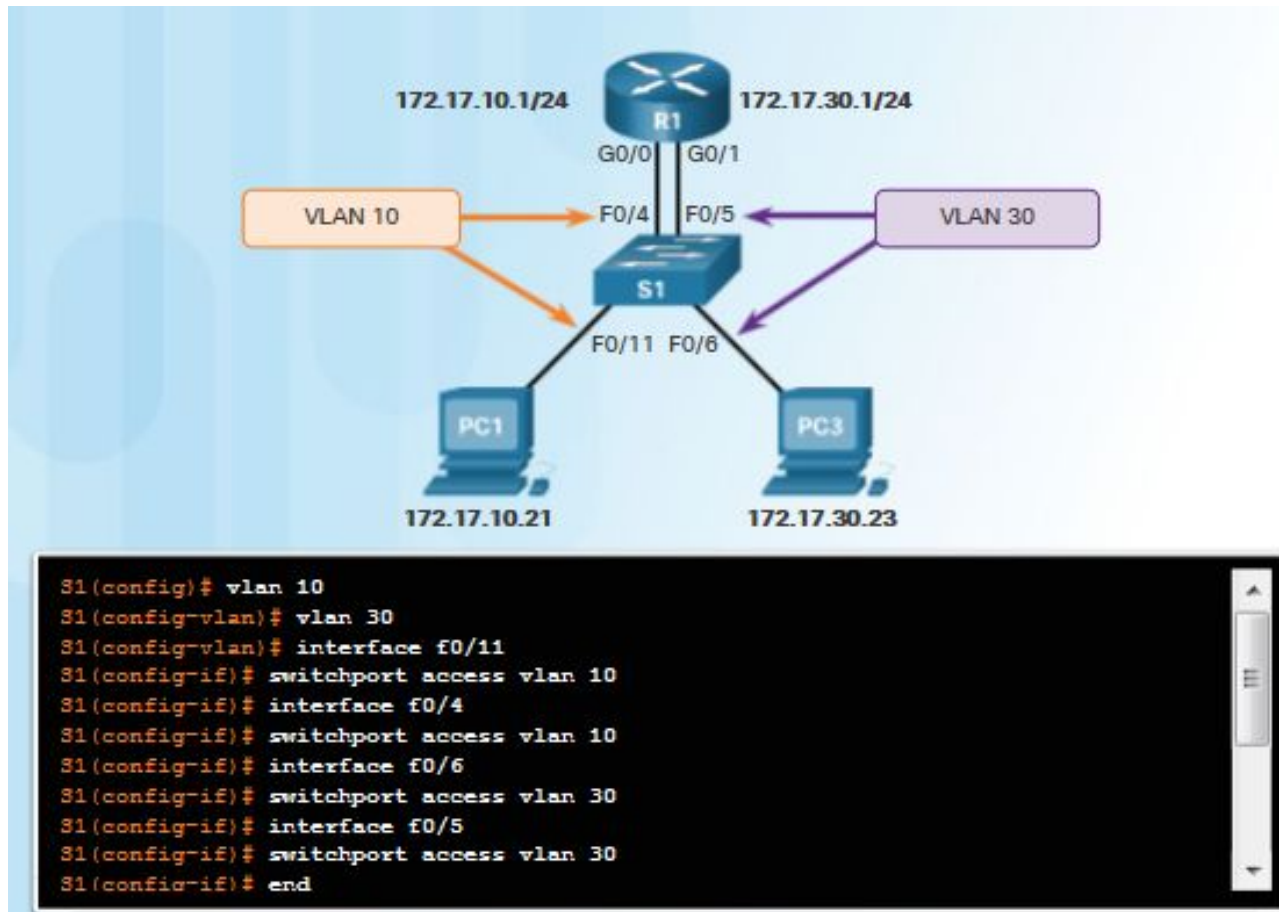 172.17.10.1/24
172.17.30.1/24
R1
G0/0 G0/1
VLAN 10
F0/4 F0/5
VLAN 30
S1
F0/11 F0/6
PC1
PC3
172.17.10.21
172.17.30.23
S1(config)# vlan 10
S1(config-vlan)# vlan 30
S1(config-vlan)# interface f0/11
S1(config-if)# switchport access vlan 10
S1(config-if)# interface f0/4
S1(config-if)# switchport access vlan 10
S1(config-if)# interface f0/6
S1(config-if)# switchport access vlan 30
S1(config-if)# interface f0/5
S1(config-if)# switchport access vlan 30
S1(config-if)# end